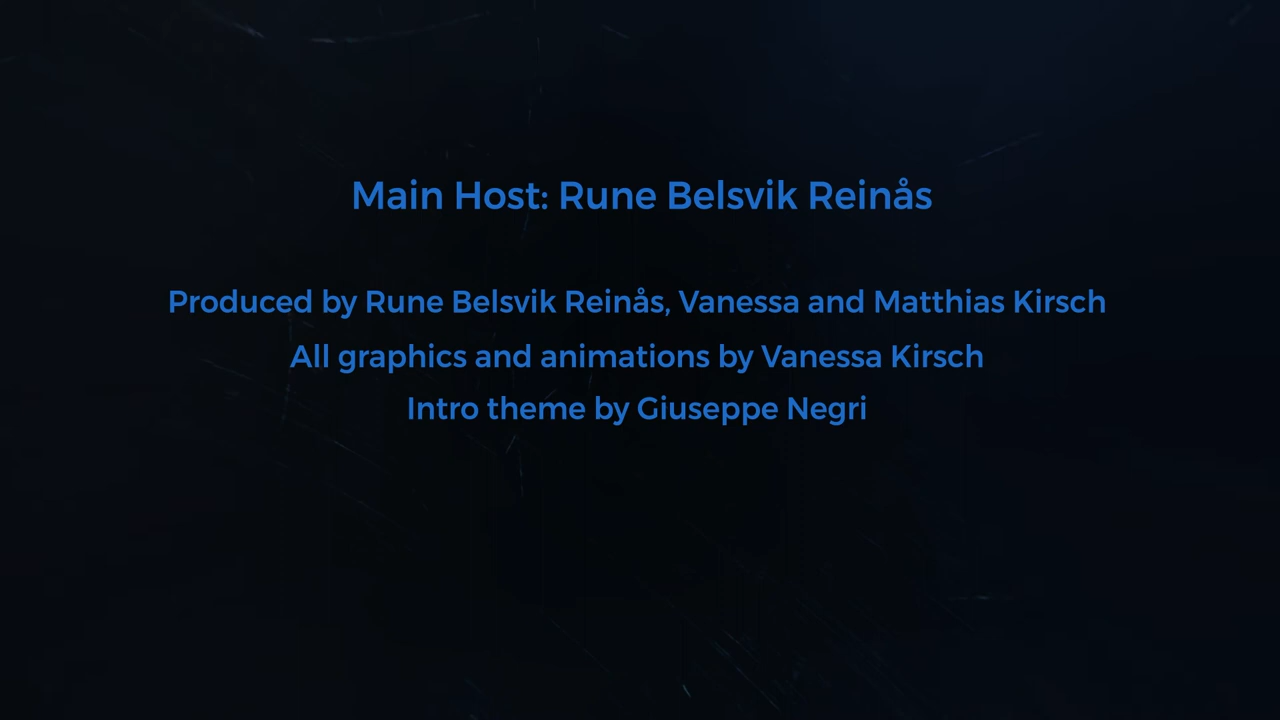 Main Host: Rune Belsvik Reinås
Produced by Rune Belsvik Reinås, Vanessa and Matthias Kirsch
All graphics and animations by Vanessa Kirsch
Intro theme by Giuseppe Negri